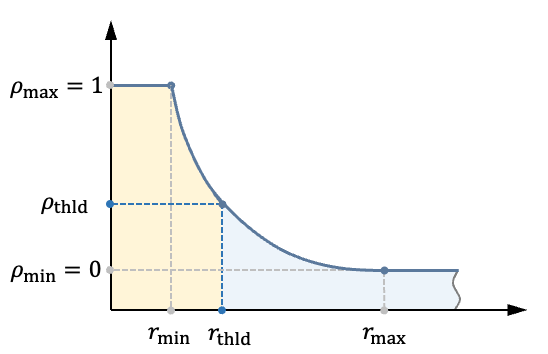 ρmax = 1
ρthld
ρmin = 0
rmin rthld rmax